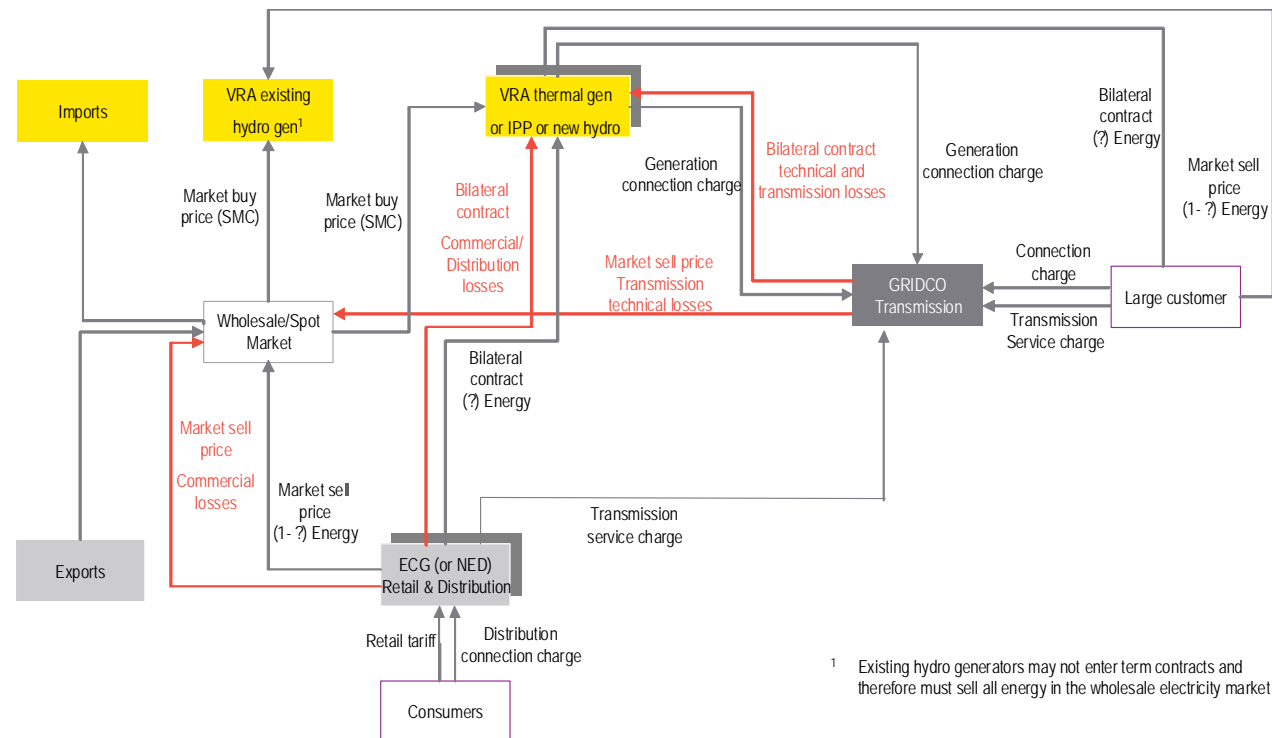 Imports
VRA existing
hydro gen¹
VRA thermal gen
or IPP or new hydro
Bilateral
contract
(?) Energy
Market buy
price (SMC)
Market buy
price (SMC)
Bilateral
contract
Commercial/
Distribution
losses
Generation
connection charge
Bilateral contract
technical and
transmission losses
Generation
connection charge
Market sell
price
(1- ?) Energy
Market sell price
Transmission
technical losses
GRIDCO
Transmission
Connection
charge
Large customer
Transmission
Service charge
Wholesale/Spot
Market
Bilateral
contract
(?) Energy
Market sell
price
Commercial
losses
Market sell
price
(1- ?) Energy
Transmission
service charge
Exports
ECG (or NED)
Retail & Distribution
Retail tariff
Distribution
connection charge
Consumers
¹ Existing hydro generators may not enter term contracts and
therefore must sell all energy in the wholesale electricity market